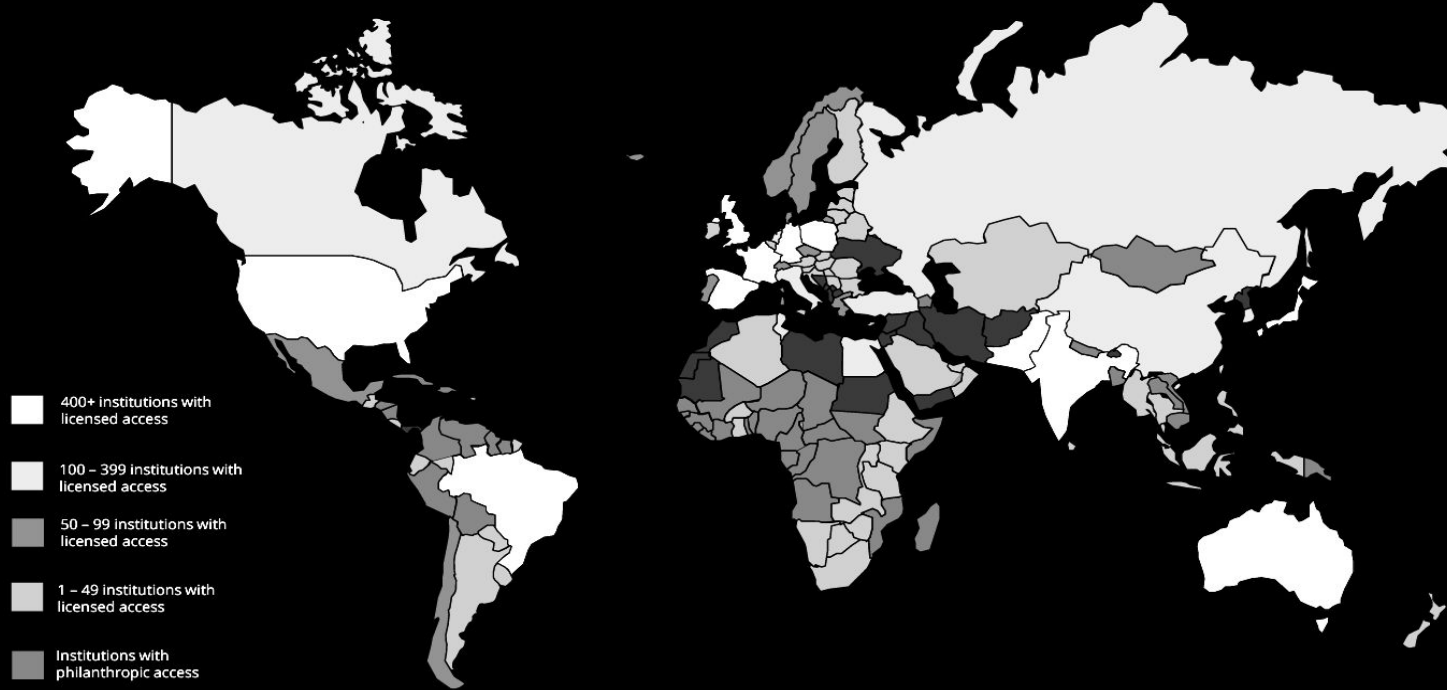 400+ institutions with
licensed access
100 – 399 institutions with
licensed access
50 – 99 institutions with
licensed access
1 – 49 institutions with
licensed access
Institutions with
philanthropic access